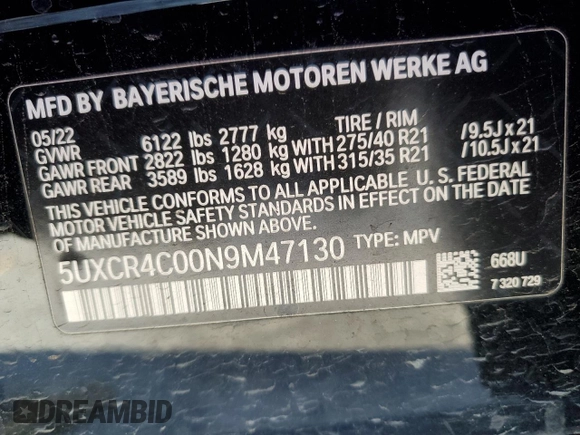 MFD BY BAYERISCHE MOTOREN WERKE AG
05/22 TIRE / RIM
GVWR 6122 lbs 2777 kg
GAWR FRONT 2822 lbs 1280 kg WITH 275/40 R21 /9.5J x 21
GAWR REAR 3589 lbs 1628 kg WITH 315/35 R21 /10.5J x 21
THIS VEHICLE CONFORMS TO ALL APPLICABLE U. S. FEDERAL
MOTOR VEHICLE SAFETY STANDARDS IN EFFECT ON THE DATE
OF MANUFACTURE SHOWN ABOVE.
5UXCR4C00N9M47130 TYPE: MPV
668U
7 320 729
DREAMBID